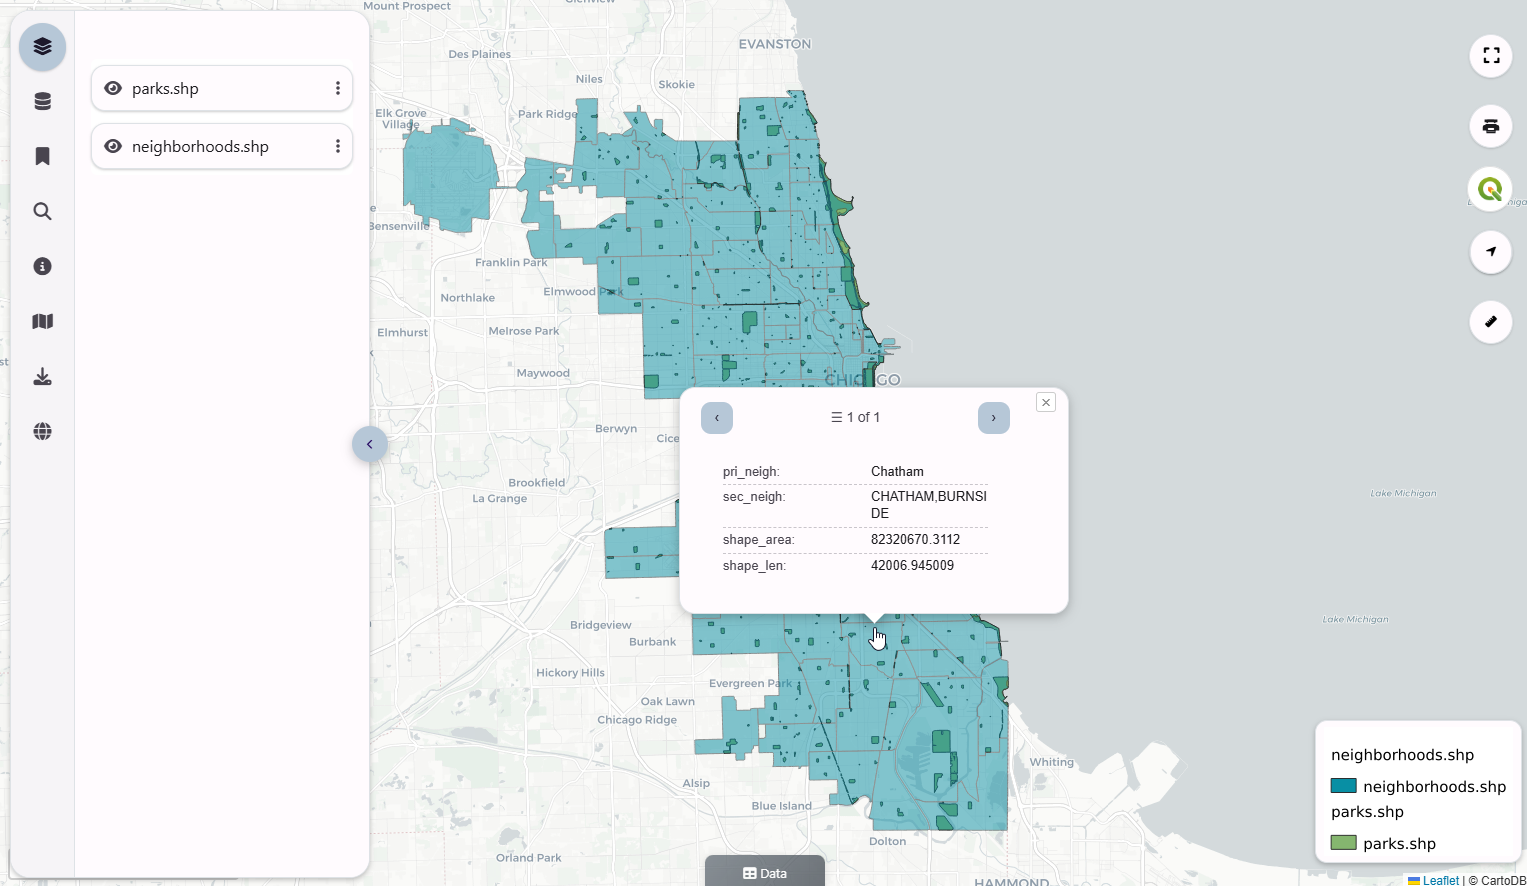 Mount Prospect
Glenview
EVANSTON
Des Plaines
Niles
Skokie
parks.shp
Elk Grove
Village
Park Ridge
neighborhoods.shp
Bensenville
Franklin Park
Northlake
Elmwood Park
Elmhurst
Melrose Park
Maywood
CHICAGO
‹
☰ 1 of 1
›
×
Berwyn
pri_neigh:
Chatham
sec_neigh:
CHATHAM,BURNSI
DE
shape_area:
82320670.3112
shape_len:
42006.945009
Brookfield
La Grange
Lake Michigan
Lake Michigan
Bridgeview
Burbank
Hickory Hills
Evergreen Park
Oak Lawn
Chicago Ridge
Whiting
Alsip
Blue Island
Dolton
Orland Park
HAMMOND
Data
neighborhoods.shp
neighborhoods.shp
parks.shp
parks.shp
Leaflet | © CartoDB